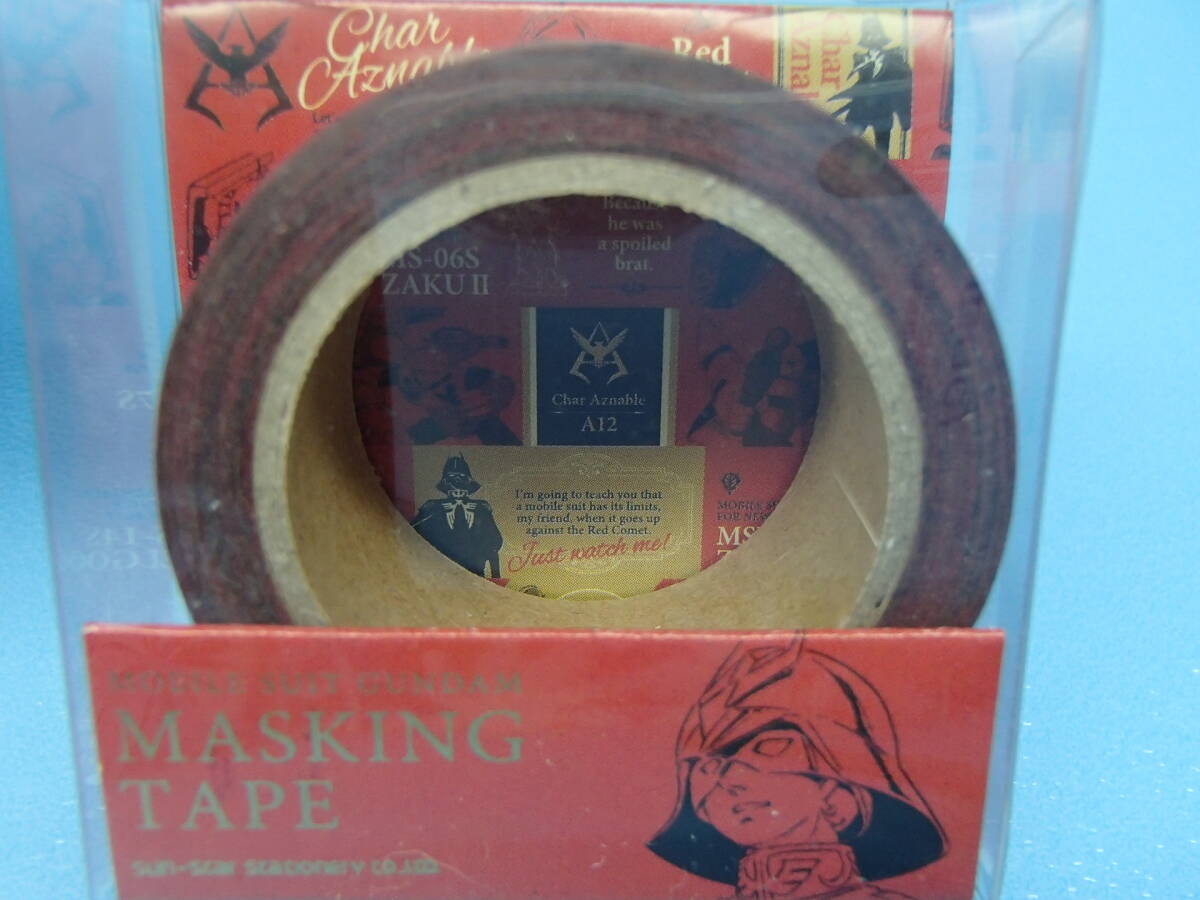 Char
Red
Char
Because
he was
a spoiled
brat.
MS-06S
ZAKU II
Char Aznable
A12
I'm going to teach you that
a mobile suit has its limits,
my friend, when it goes up
against the Red Comet.
Just watch me!
MOBILE
MOBILE SUIT GUNDAM
MASKING
TAPE
Sun-Star Stationery Co.,Ltd